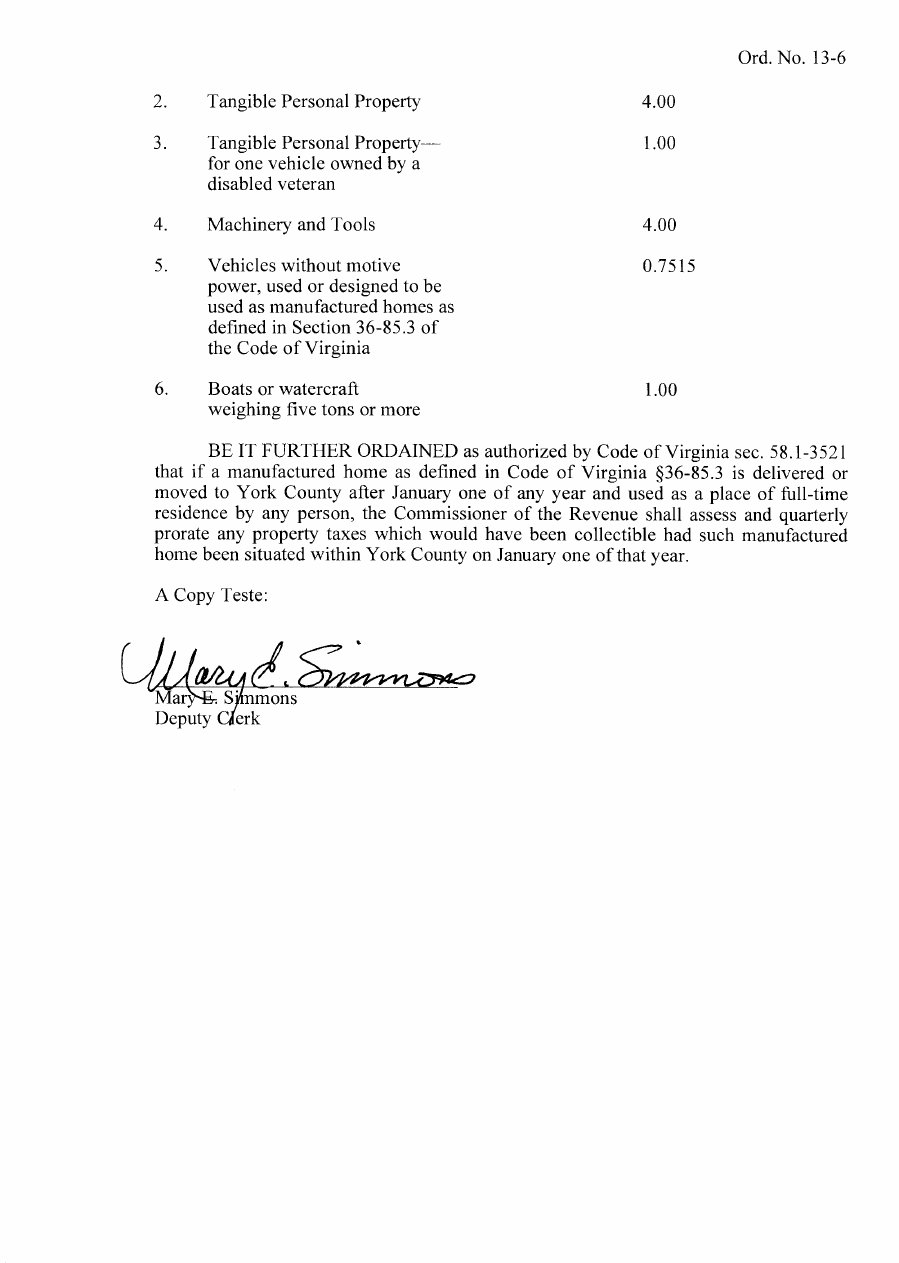 Ord. No. 13-6
2. Tangible Personal Property 4.00
3. Tangible Personal Property— 1.00
for one vehicle owned by a
disabled veteran
4. Machinery and Tools 4.00
5. Vehicles without motive 0.7515
power, used or designed to be
used as manufactured homes as
defined in Section 36-85.3 of
the Code of Virginia
6. Boats or watercraft 1.00
weighing five tons or more
BE IT FURTHER ORDAINED as authorized by Code of Virginia sec. 58.1-3521
that if a manufactured home as defined in Code of Virginia §36-85.3 is delivered or
moved to York County after January one of any year and used as a place of full-time
residence by any person, the Commissioner of the Revenue shall assess and quarterly
prorate any property taxes which would have been collectible had such manufactured
home been situated within York County on January one of that year.
A Copy Teste:
Mary E. Simmons
Mary E. Simmons
Deputy Clerk